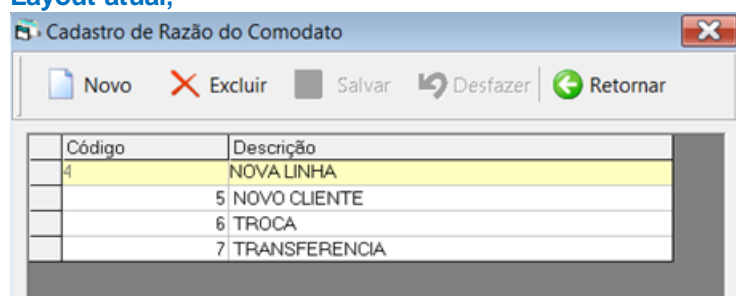 Layout atual;
Cadastro de Razão do Comodato
Novo Excluir Salvar Desfazer Retornar
Código Descrição
4 NOVA LINHA
5 NOVO CLIENTE
6 TROCA
7 TRANSFERENCIA